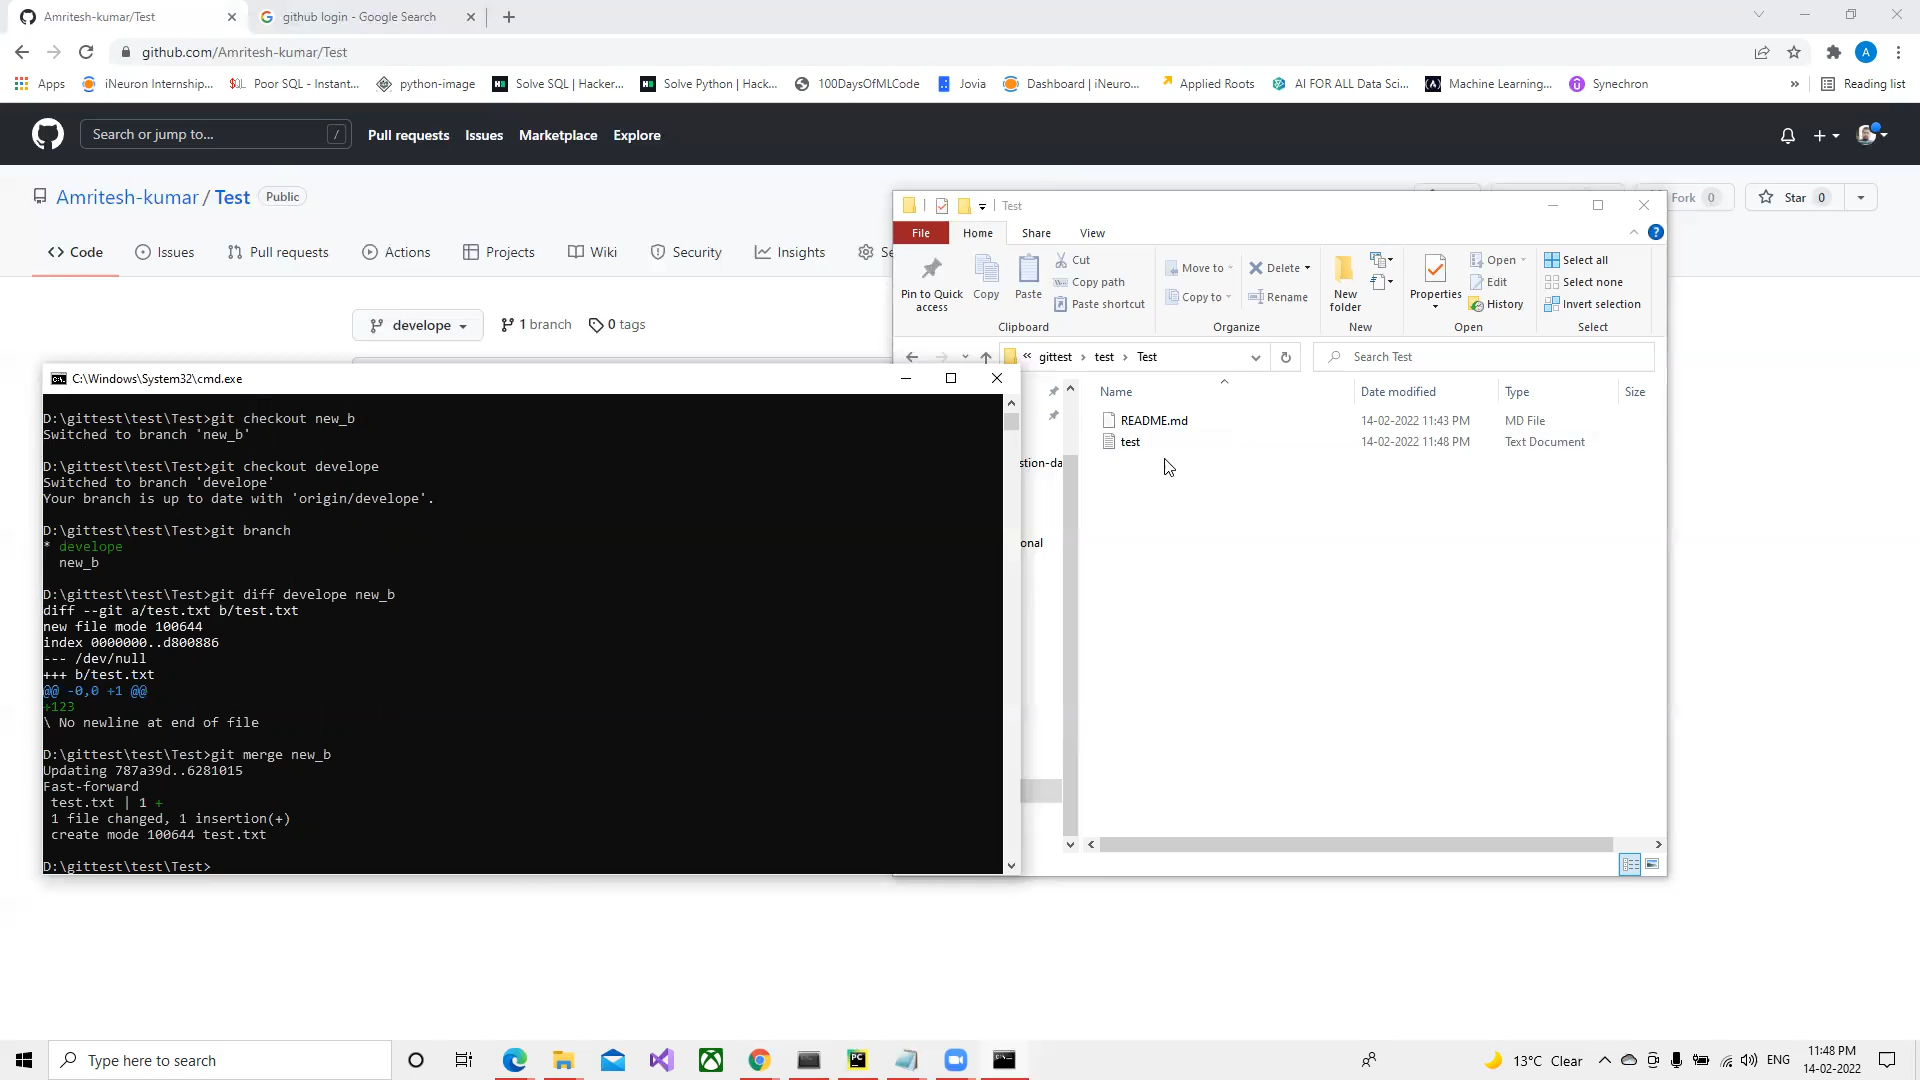 Amritesh-kumar/Test
github login - Google Search
github.com/Amritesh-kumar/Test
A
Apps
iNeuron Internship...
Poor SQL - Instant...
python-image
Solve SQL | Hacker...
Solve Python | Hack...
100DaysOfMLCode
Jovia
Dashboard | iNeuro...
Applied Roots
AI FOR ALL Data Sci...
Machine Learning,...
Synechron
»
Reading list
Search or jump to...
/
Pull requests
Issues
Marketplace
Explore
Amritesh-kumar / Test
Public
Fork 0
Star 0
Code
Issues
Pull requests
Actions
Projects
Wiki
Security
Insights
Se
develope
1 branch
0 tags
Test
File
Home
Share
View
Pin to Quick
access
Copy
Paste
Cut
Copy path
Paste shortcut
Clipboard
Move to
Copy to
Delete
Rename
Organize
New
folder
New
Properties
Open
Edit
History
Open
Select all
Select none
Invert selection
Select
« gittest › test › Test
Search Test
Name
Date modified
Type
Size
README.md
14-02-2022 11:43 PM
MD File
test
14-02-2022 11:48 PM
Text Document
stion-da
onal
C:\Windows\System32\cmd.exe
D:\gittest\test\Test>git checkout new_b
Switched to branch 'new_b'
D:\gittest\test\Test>git checkout develope
Switched to branch 'develope'
Your branch is up to date with 'origin/develope'.
D:\gittest\test\Test>git branch
* develope
new_b
D:\gittest\test\Test>git diff develope new_b
diff --git a/test.txt b/test.txt
new file mode 100644
index 0000000..d800886
--- /dev/null
+++ b/test.txt
@@ -0,0 +1 @@
+123
\ No newline at end of file
D:\gittest\test\Test>git merge new_b
Updating 787a39d..6281015
Fast-forward
test.txt | 1 +
1 file changed, 1 insertion(+)
create mode 100644 test.txt
D:\gittest\test\Test>
Type here to search
13°C Clear
ENG
11:48 PM
14-02-2022